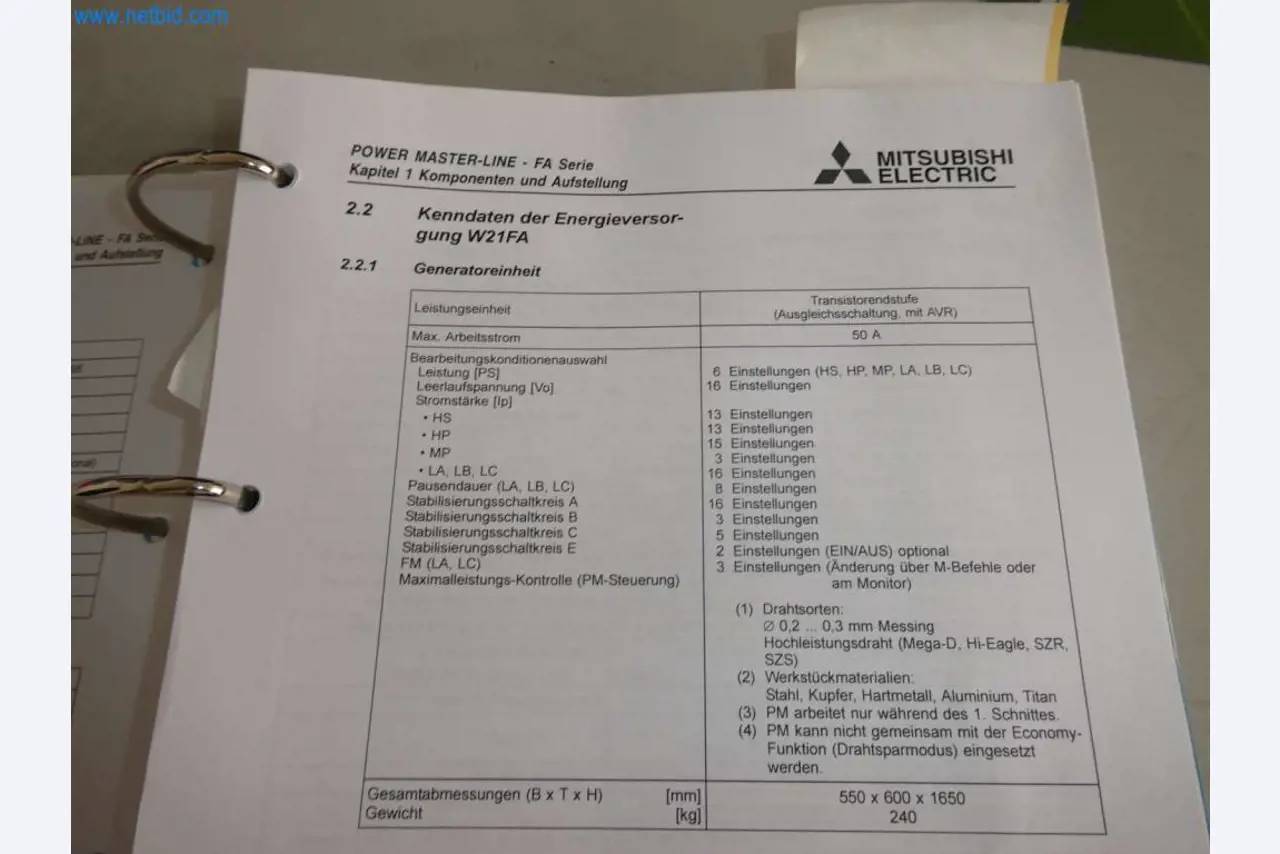 www.netbid.com
POWER MASTER-LINE - FA Serie
Kapitel 1 Komponenten und Aufstellung
MITSUBISHI
ELECTRIC
-LINE - FA Serie
und Aufstellung
2.2 Kenndaten der Energieversor-
gung W21FA
2.2.1 Generatoreinheit
Leistungseinheit
Transistorendstufe
(Ausgleichsschaltung, mit AVR)
Max. Arbeitsstrom 50 A
Bearbeitungskonditionenauswahl
Leistung [PS]
Leerlaufspannung [Vo]
Stromstärke [Ip]
• HS
• HP
• MP
• LA, LB, LC
Pausendauer (LA, LB, LC)
Stabilisierungsschaltkreis A
Stabilisierungsschaltkreis B
Stabilisierungsschaltkreis C
Stabilisierungsschaltkreis E
FM (LA, LC)
Maximalleistungs-Kontrolle (PM-Steuerung)
6 Einstellungen (HS, HP, MP, LA, LB, LC)
16 Einstellungen
13 Einstellungen
13 Einstellungen
15 Einstellungen
3 Einstellungen
16 Einstellungen
8 Einstellungen
16 Einstellungen
3 Einstellungen
5 Einstellungen
2 Einstellungen (EIN/AUS) optional
3 Einstellungen (Änderung über M-Befehle oder
am Monitor)
(1) Drahtsorten:
∅ 0,2 ... 0,3 mm Messing
Hochleistungsdraht (Mega-D, Hi-Eagle, SZR,
SZS)
(2) Werkstückmaterialien:
Stahl, Kupfer, Hartmetall, Aluminium, Titan
(3) PM arbeitet nur während des 1. Schnittes.
(4) PM kann nicht gemeinsam mit der Economy-
Funktion (Drahtsparmodus) eingesetzt
werden.
Gesamtabmessungen (B x T x H) [mm] 550 x 600 x 1650
Gewicht [kg] 240